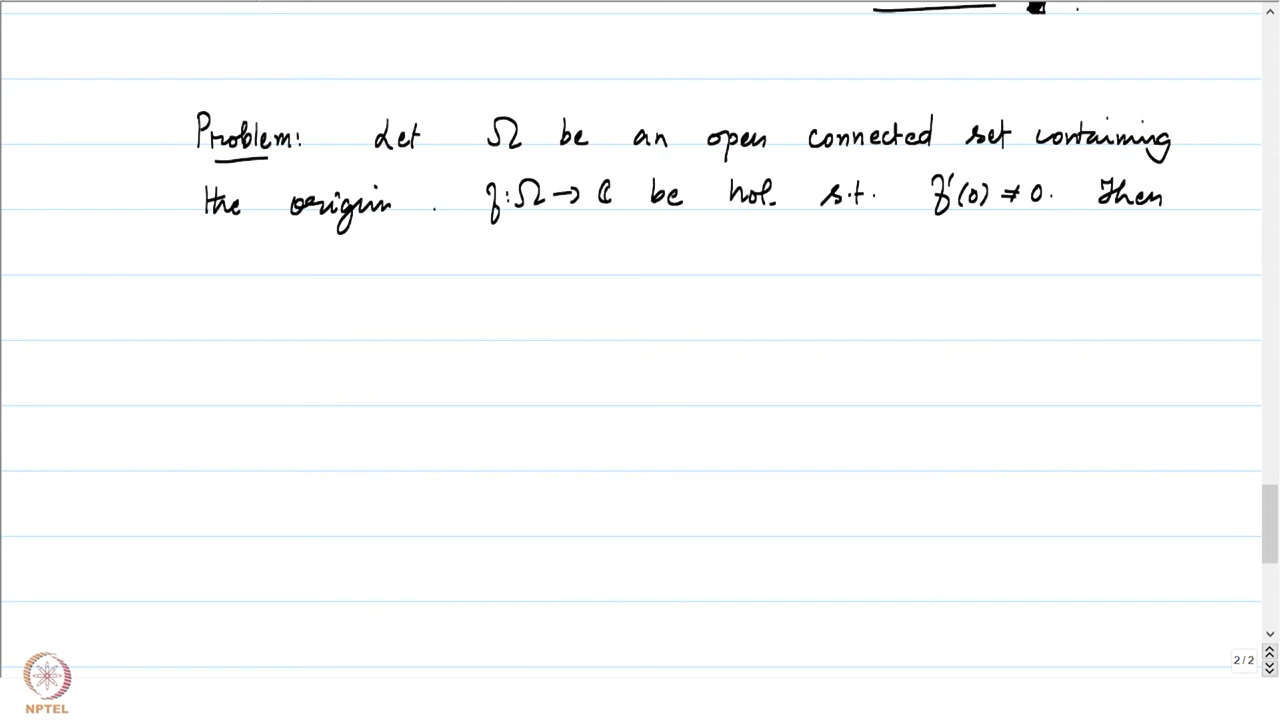 Problem: Let Ω be an open connected set containing
the origin. f:Ω→ℂ be hol. s.t. f'(0) ≠ 0. Then
2 / 2
NPTEL